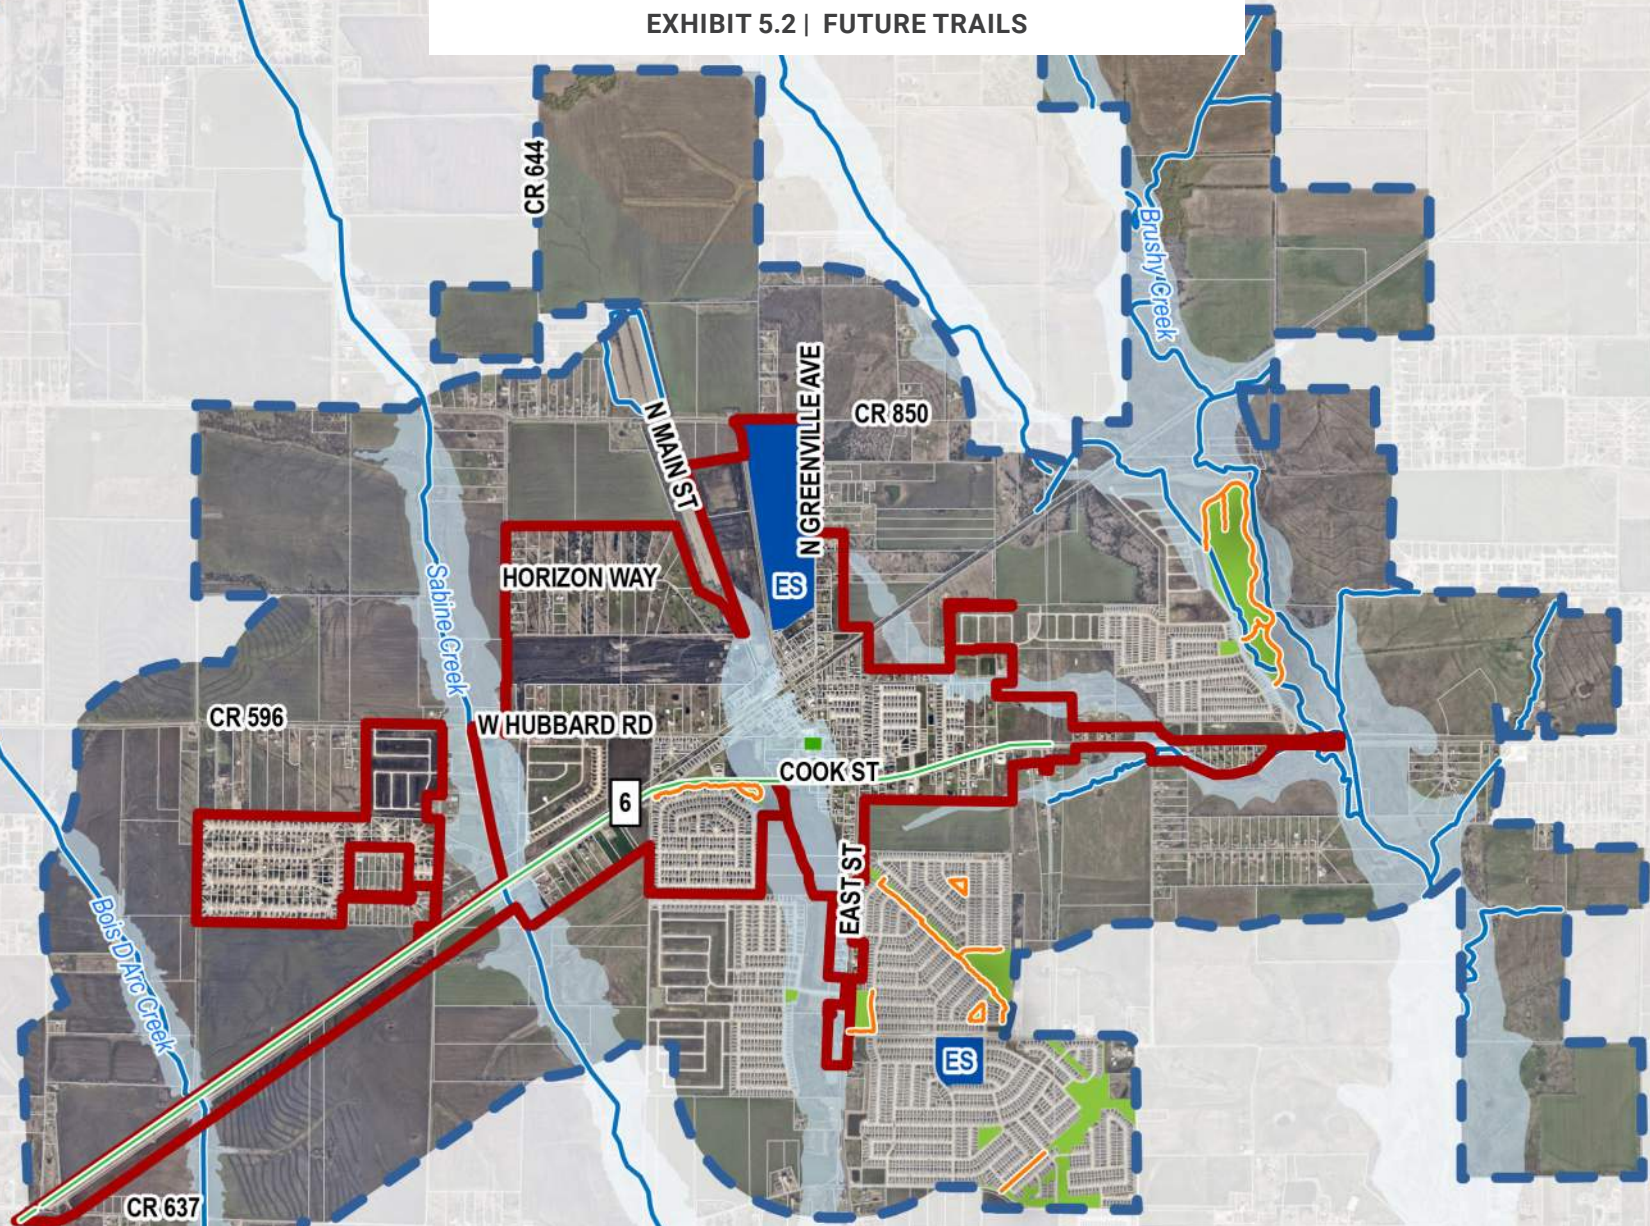 EXHIBIT 5.2 | FUTURE TRAILS
CR 644
Brushy Creek
N MAIN ST
N GREENVILLE AVE
CR 850
HORIZON WAY
ES
Sabine Creek
CR 596
W HUBBARD RD
COOK ST
6
EAST ST
Bois D Arc Creek
ES
CR 637